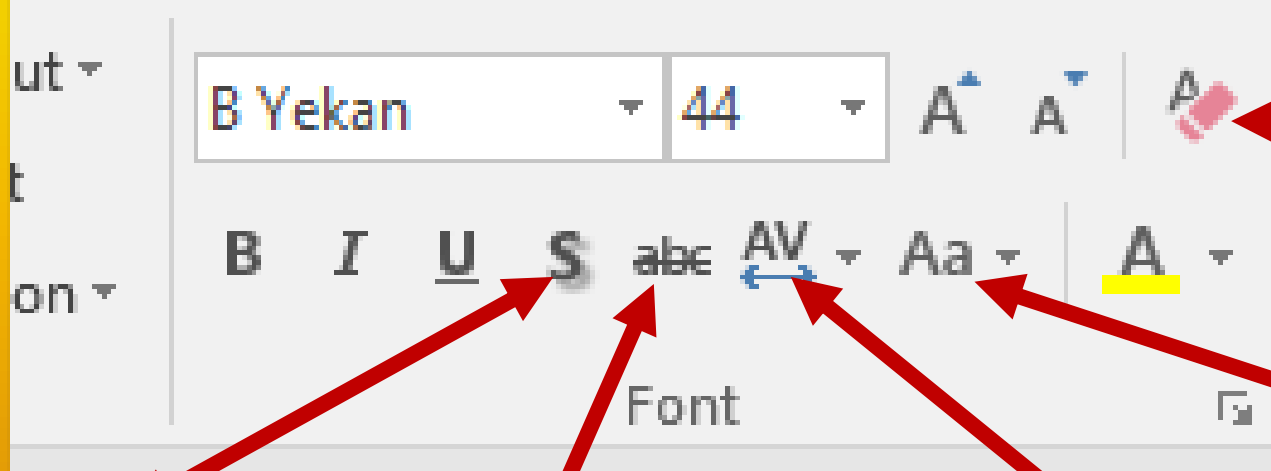 ut
B Yekan 44 A A A
t
B I U S abc AV Aa A
on
Font